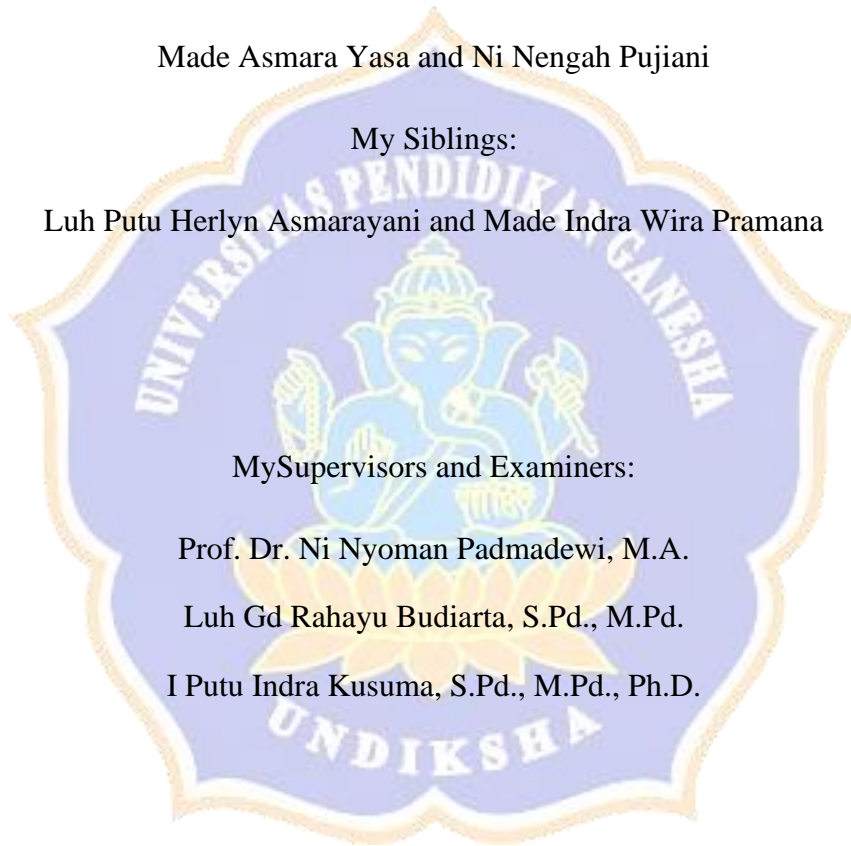 Made Asmara Yasa and Ni Nengah Pujiani
My Siblings:
UNIVERSITAS PENDIDIKAN GANESHA
Luh Putu Herlyn Asmarayani and Made Indra Wira Pramana
MySupervisors and Examiners:
Prof. Dr. Ni Nyoman Padmadewi, M.A.
Luh Gd Rahayu Budiarta, S.Pd., M.Pd.
I Putu Indra Kusuma, S.Pd., M.Pd., Ph.D.
UNDIKSHA